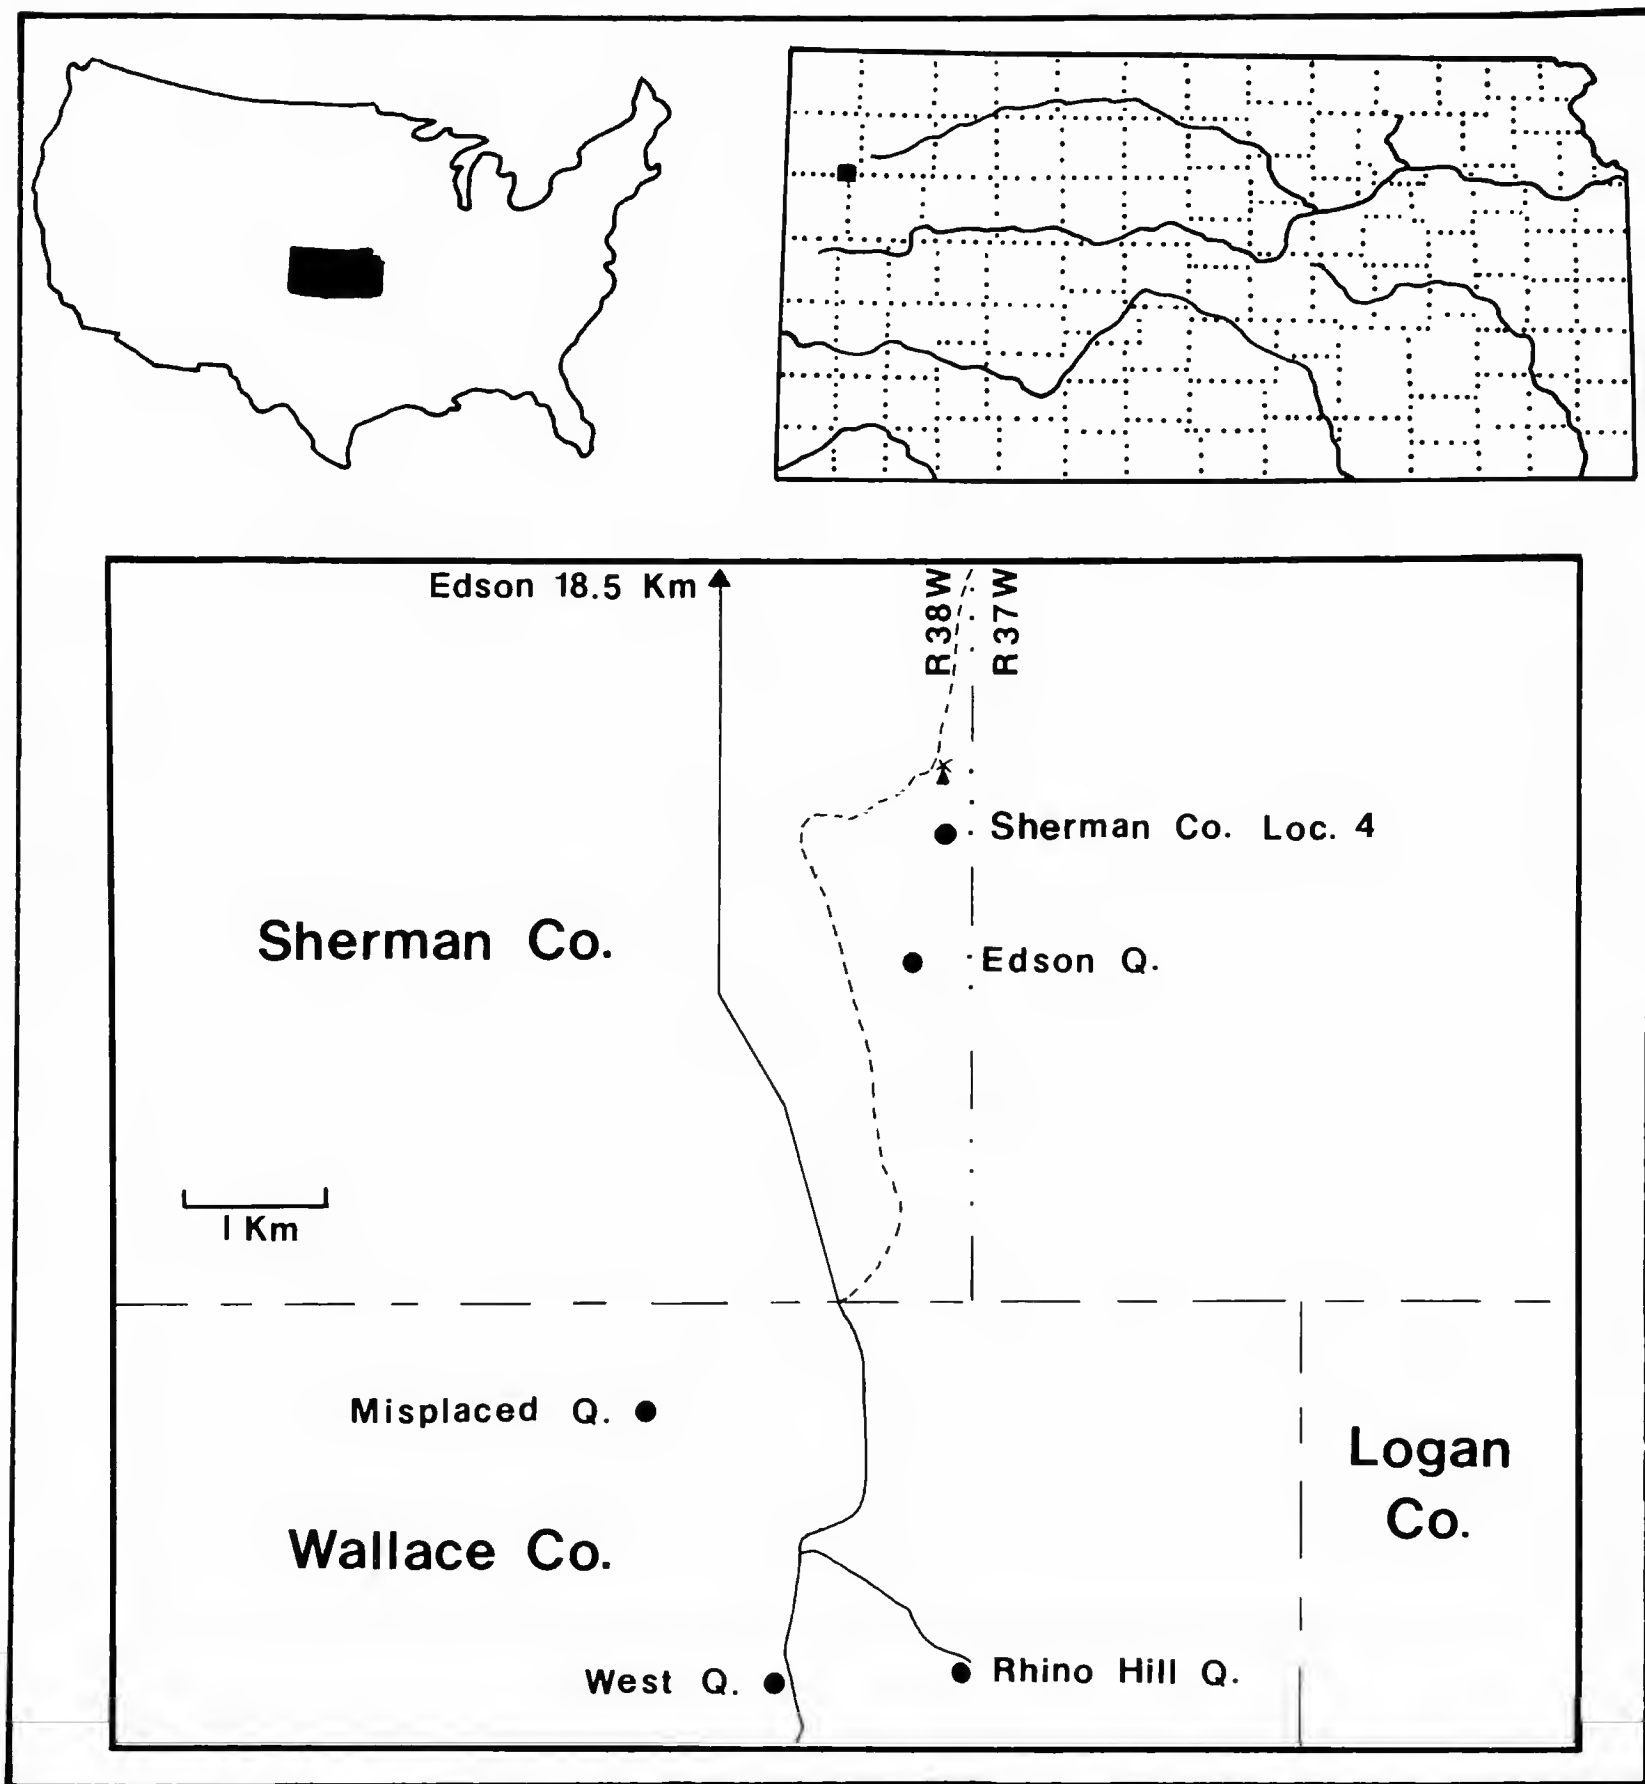 Edson 18.5 Km
R38W
R37W
Sherman Co. Loc. 4
Sherman Co.
Edson Q.
1 Km
Misplaced Q.
Logan
Co.
Wallace Co.
West Q.
Rhino Hill Q.